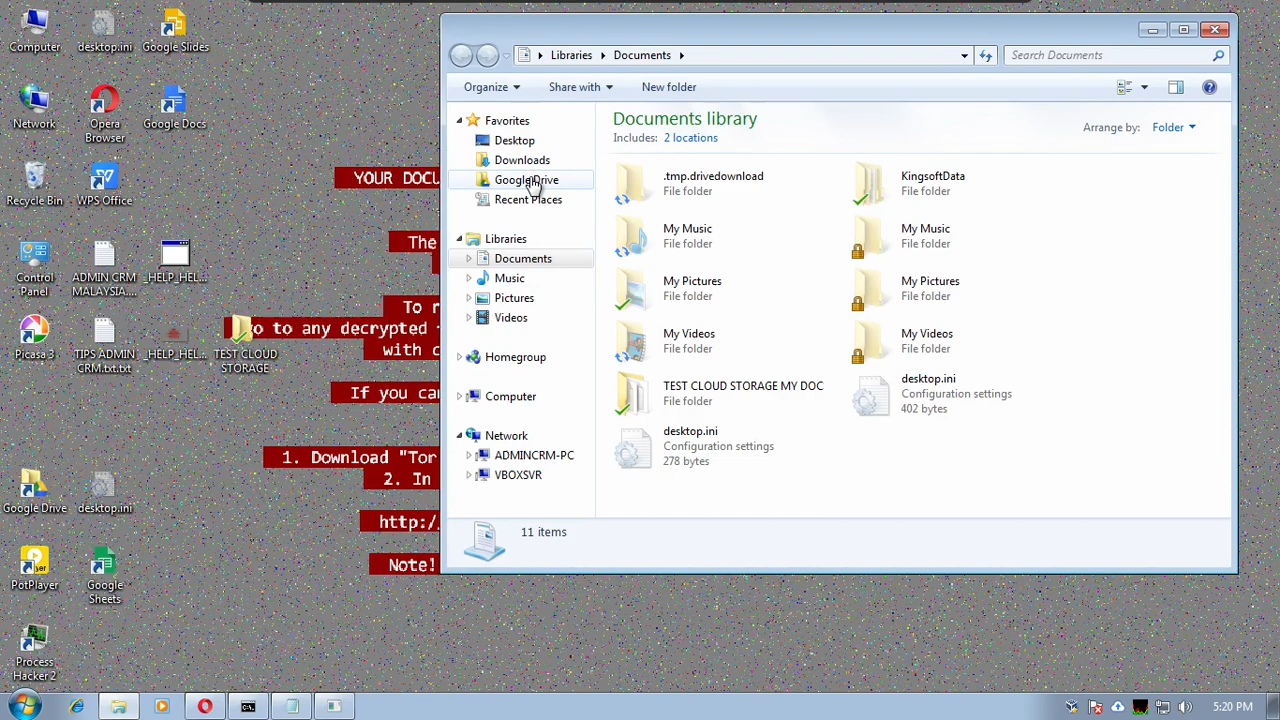 Computer
desktop.ini
Google Slides
Network
Opera
Browser
Google Docs
Recycle Bin
WPS Office
Control
Panel
ADMIN CRM
MALAYSIA....
_HELP_HEL...
Picasa 3
TIPS ADMIN
CRM.txt.txt
_HELP_HEL...
TEST CLOUD
STORAGE
Google Drive
desktop.ini
PotPlayer
Google
Sheets
Process
Hacker 2
YOUR DOCU
The
To r
o to any decrypted
with c
If you can
1. Download "Tor
2. In
http:/
Note!
Libraries
Documents
Search Documents
Organize
Share with
New folder
Favorites
Desktop
Downloads
Google Drive
Recent Places
Libraries
Documents
Music
Pictures
Videos
Homegroup
Computer
Network
ADMINCRM-PC
VBOXSVR
Documents library
Includes: 2 locations
Arrange by: Folder
.tmp.drivedownload
File folder
KingsoftData
File folder
My Music
File folder
My Music
File folder
My Pictures
File folder
My Pictures
File folder
My Videos
File folder
My Videos
File folder
TEST CLOUD STORAGE MY DOC
File folder
desktop.ini
Configuration settings
402 bytes
desktop.ini
Configuration settings
278 bytes
11 items
5:20 PM